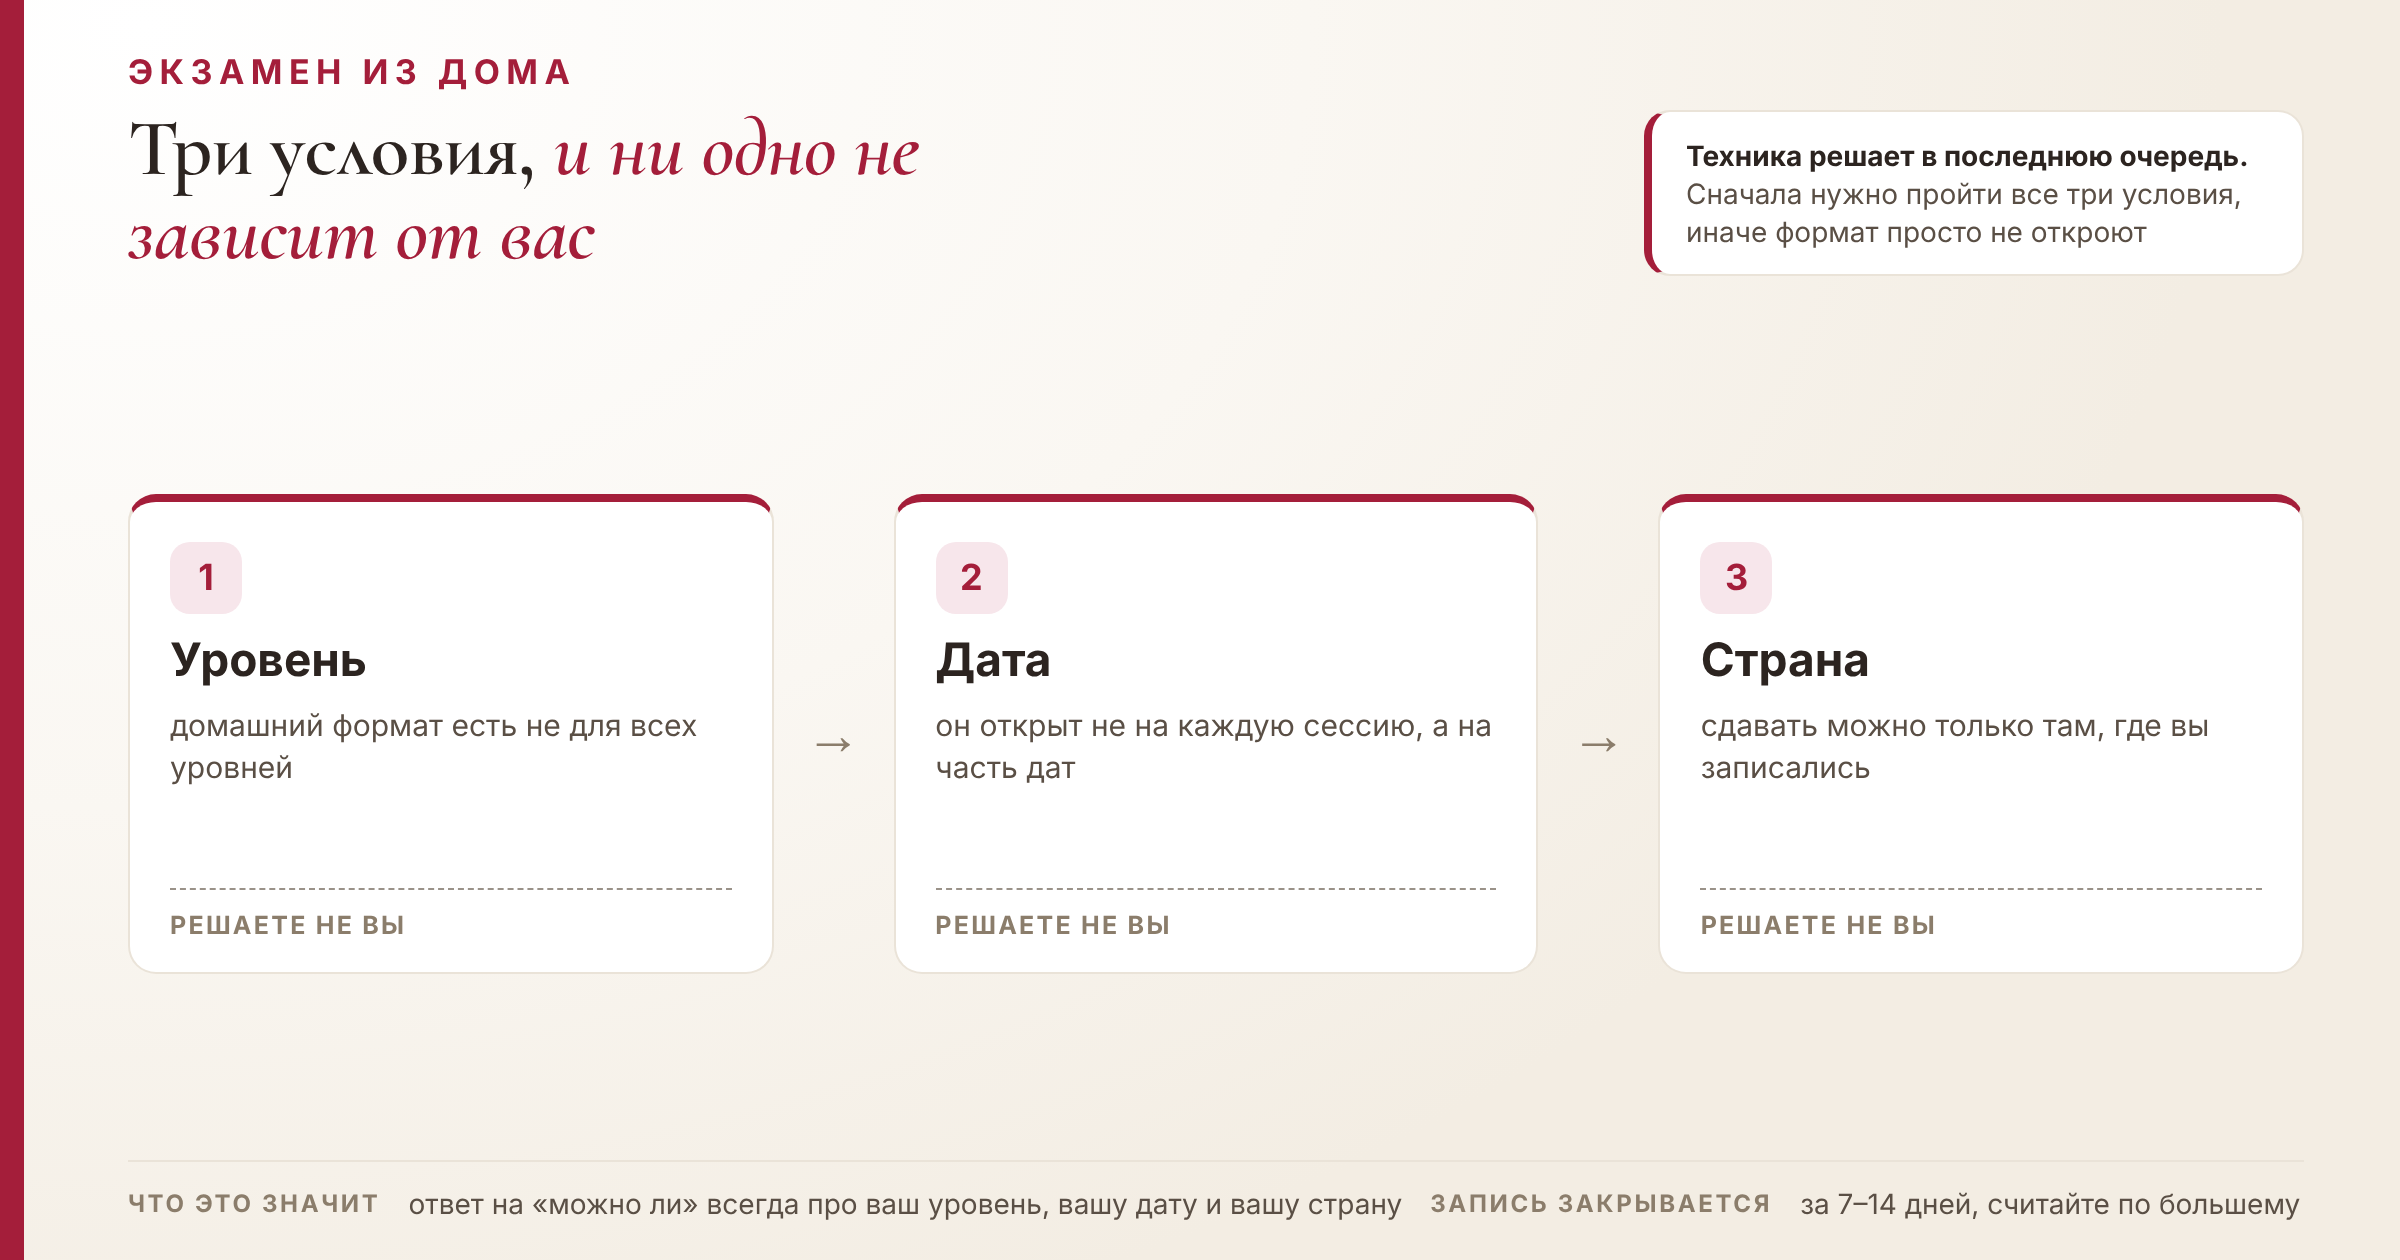 ЭКЗАМЕН ИЗ ДОМА
Три условия, и ни одно не
зависит от вас
Техника решает в последнюю очередь.
Сначала нужно пройти все три условия,
иначе формат просто не откроют
1
Уровень
домашний формат есть не для всех
уровней
РЕШАЕТЕ НЕ ВЫ
→
2
Дата
он открыт не на каждую сессию, а на
часть дат
РЕШАЕТЕ НЕ ВЫ
→
3
Страна
сдавать можно только там, где вы
записались
РЕШАЕТЕ НЕ ВЫ
ЧТО ЭТО ЗНАЧИТ ответ на «можно ли» всегда про ваш уровень, вашу дату и вашу страну ЗАПИСЬ ЗАКРЫВАЕТСЯ за 7–14 дней, считайте по большему